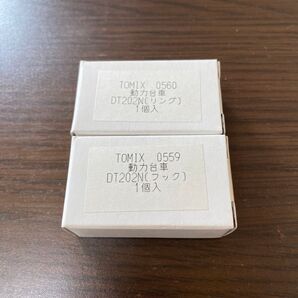 TOMIX 0560
動力台車
DT202N(リング)
1個入
TOMIX 0559
動力台車
DT202N(フック)
1個入